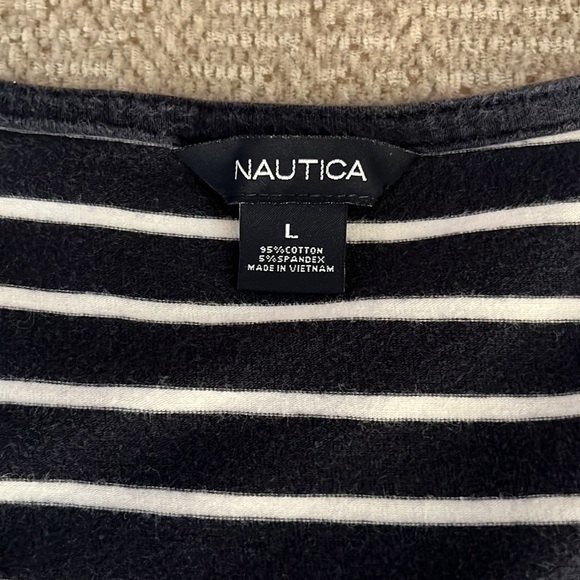 NAUTICA
L
95%COTTON
5%SPANDEX
MADE IN VIETNAM